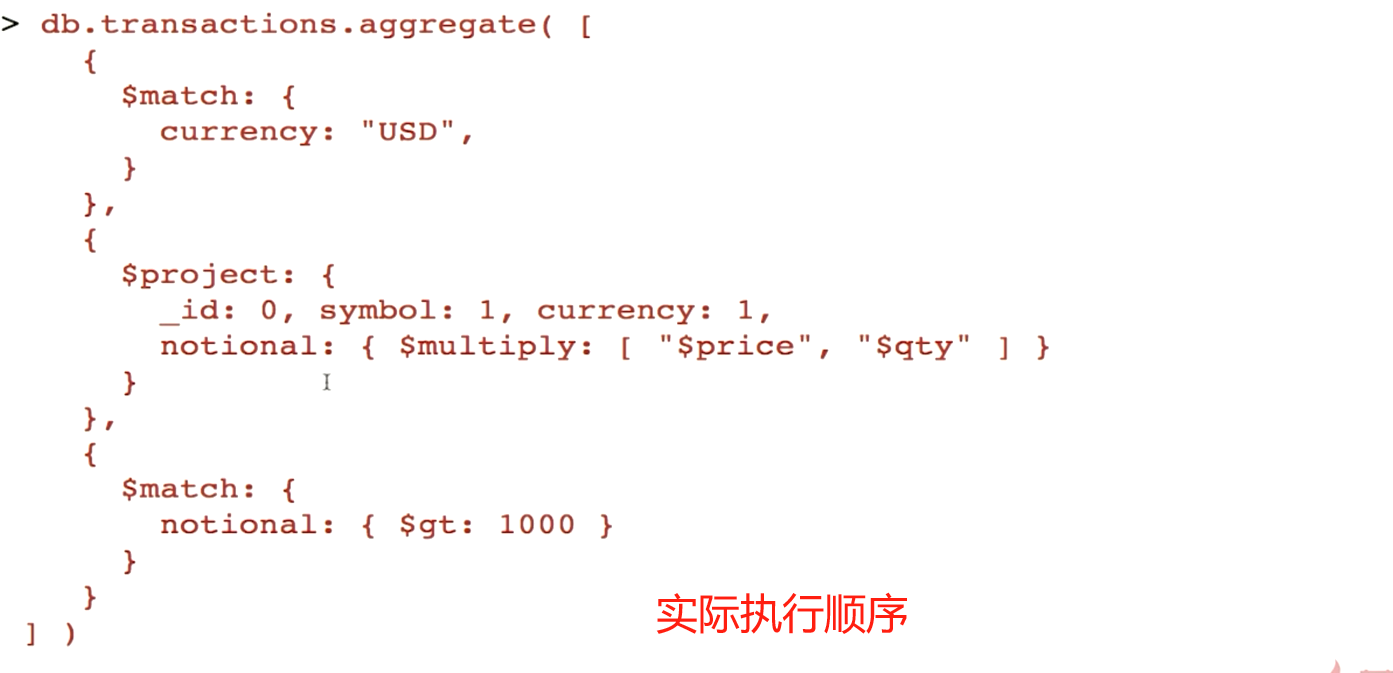 > db.transactions.aggregate( [
{
$match: {
currency: "USD",
}
},
{
$project: {
_id: 0, symbol: 1, currency: 1,
notional: { $multiply: [ "$price", "$qty" ] }
}
},
{
$match: {
notional: { $gt: 1000 }
}
}
] )
实际执行顺序